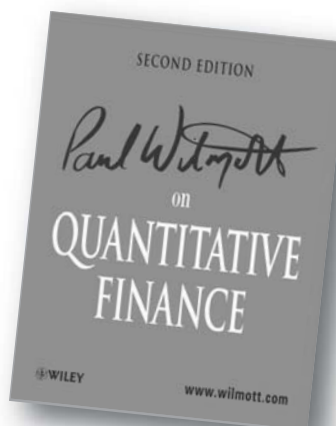 SECOND EDITION
Paul Wilmott
on
QUANTITATIVE
FINANCE
WILEY
www.wilmott.com